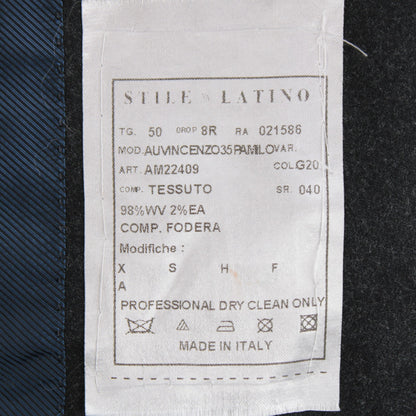 STILE LATINO
TG. 50 DROP 8R RA 021586
MOD. AUVINCENZO35PAMILO VAR.
ART. AM22409 COL. G20
COMP. TESSUTO SR. 040
98%WV 2%EA
COMP. FODERA
Modifiche :
X S H F
A
PROFESSIONAL DRY CLEAN ONLY
MADE IN ITALY